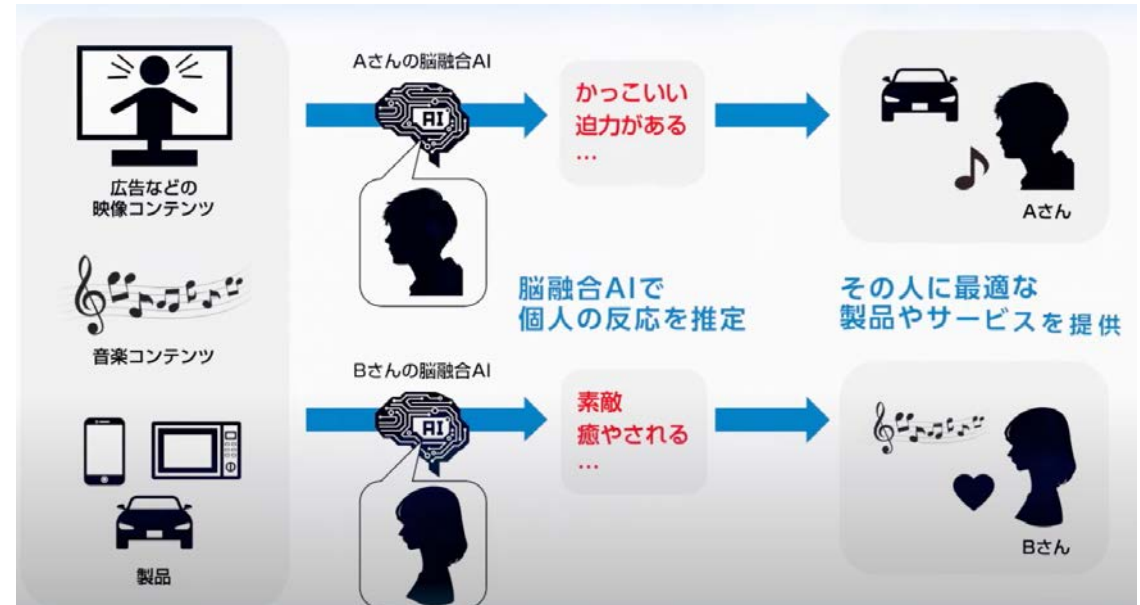 広告などの
映像コンテンツ
音楽コンテンツ
製品
Aさんの脳融合AI
AI
かっこいい
迫力がある
…
Aさん
脳融合AIで
個人の反応を推定
その人に最適な
製品やサービスを提供
Bさんの脳融合AI
AI
素敵
癒やされる
…
Bさん